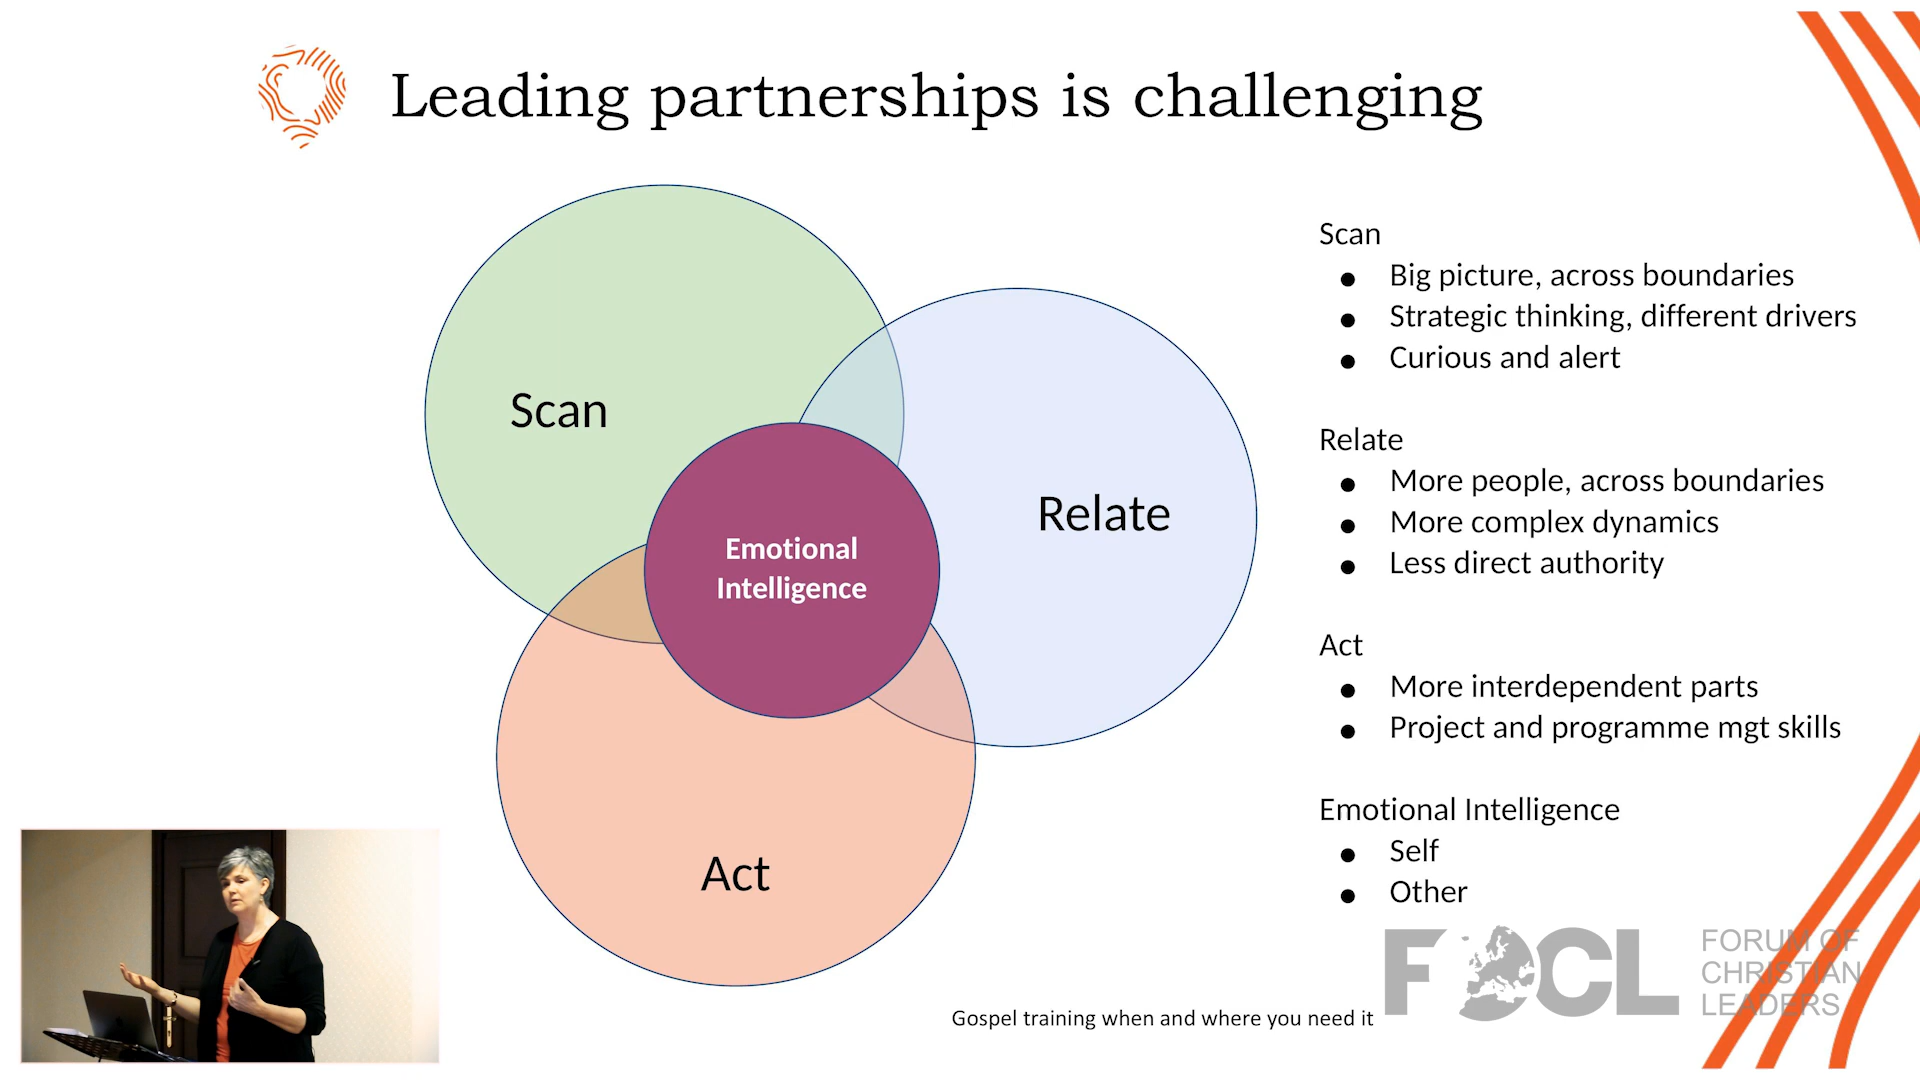 Leading partnerships is challenging
Scan
Relate
Emotional
Intelligence
Act
Scan
Big picture, across boundaries
Strategic thinking, different drivers
Curious and alert
Relate
More people, across boundaries
More complex dynamics
Less direct authority
Act
More interdependent parts
Project and programme mgt skills
Emotional Intelligence
Self
Other
Gospel training when and where you need it
FOCL
FORUM OF
CHRISTIAN
LEADERS